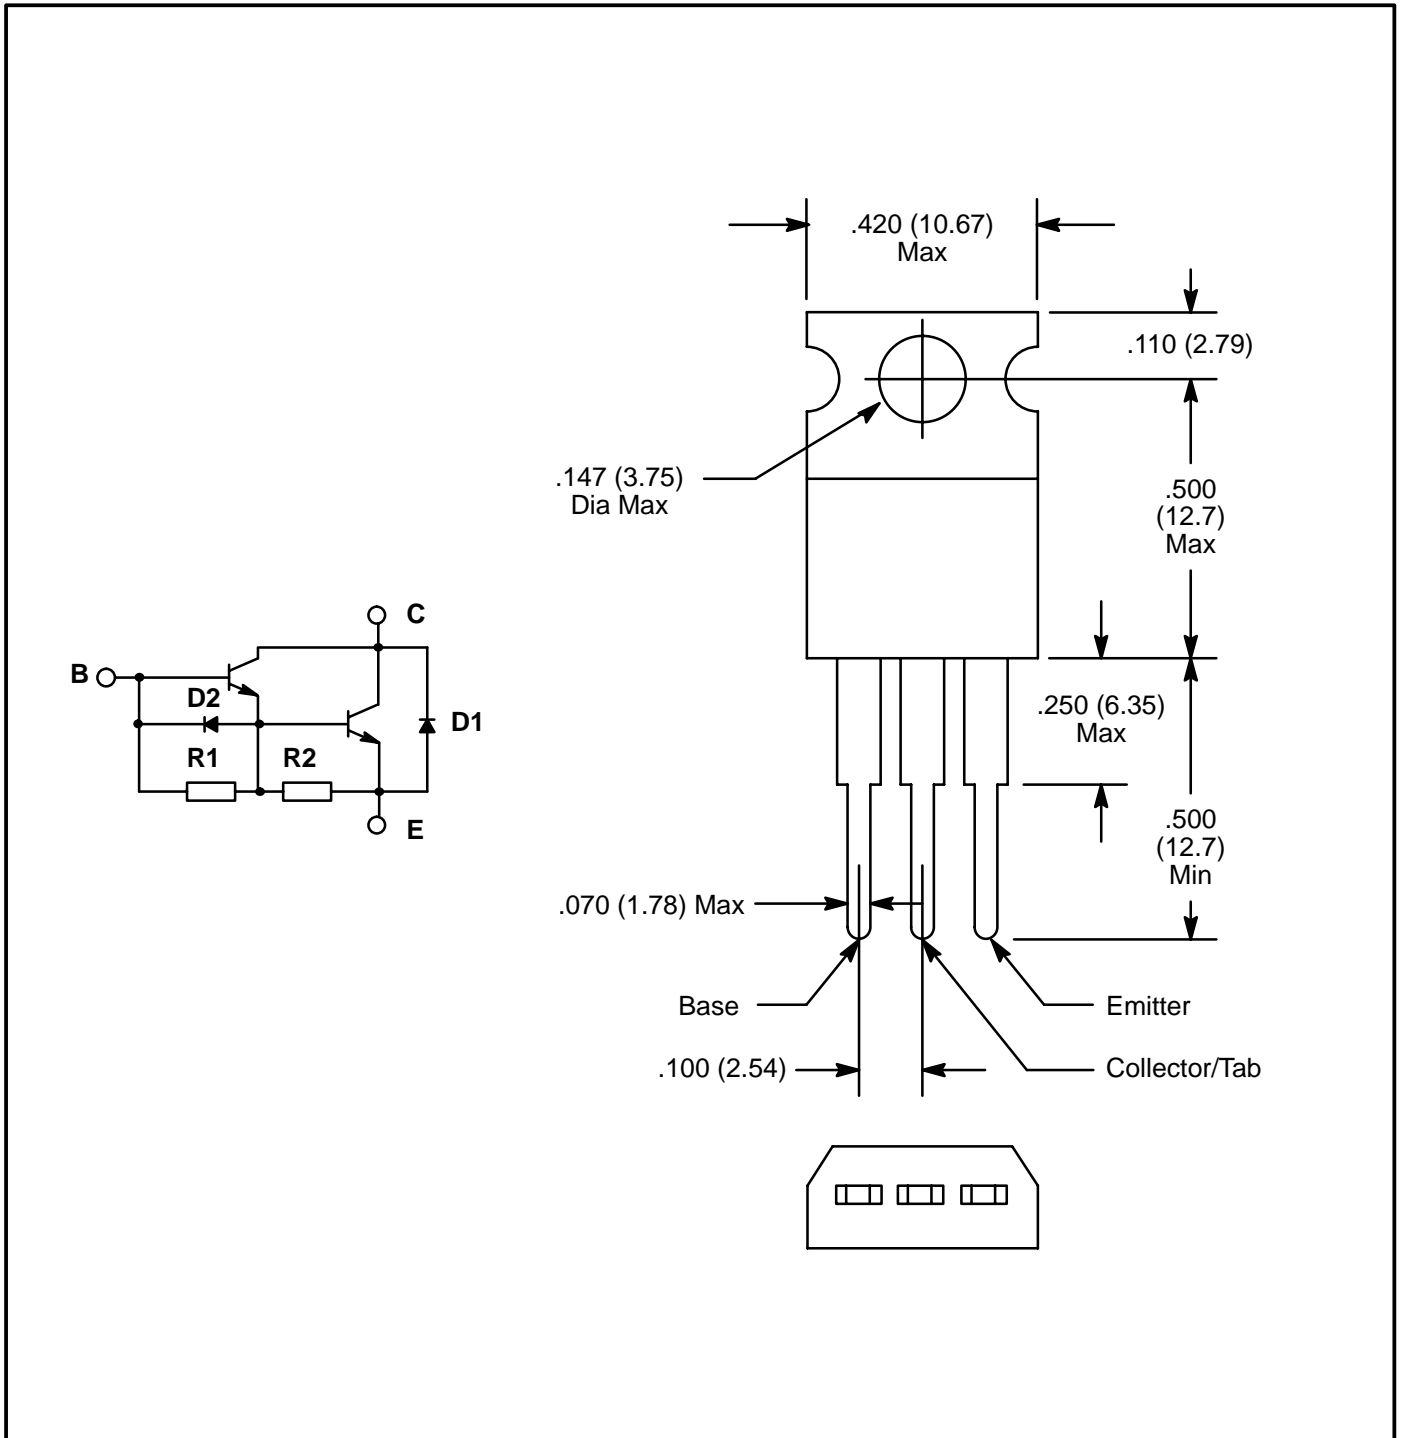 .420 (10.67)
Max
.110 (2.79)
.147 (3.75)
Dia Max
.500
(12.7)
Max
C
B
D2
D1
R1
R2
E
.250 (6.35)
Max
.500
(12.7)
Min
.070 (1.78) Max
Base
Emitter
.100 (2.54)
Collector/Tab